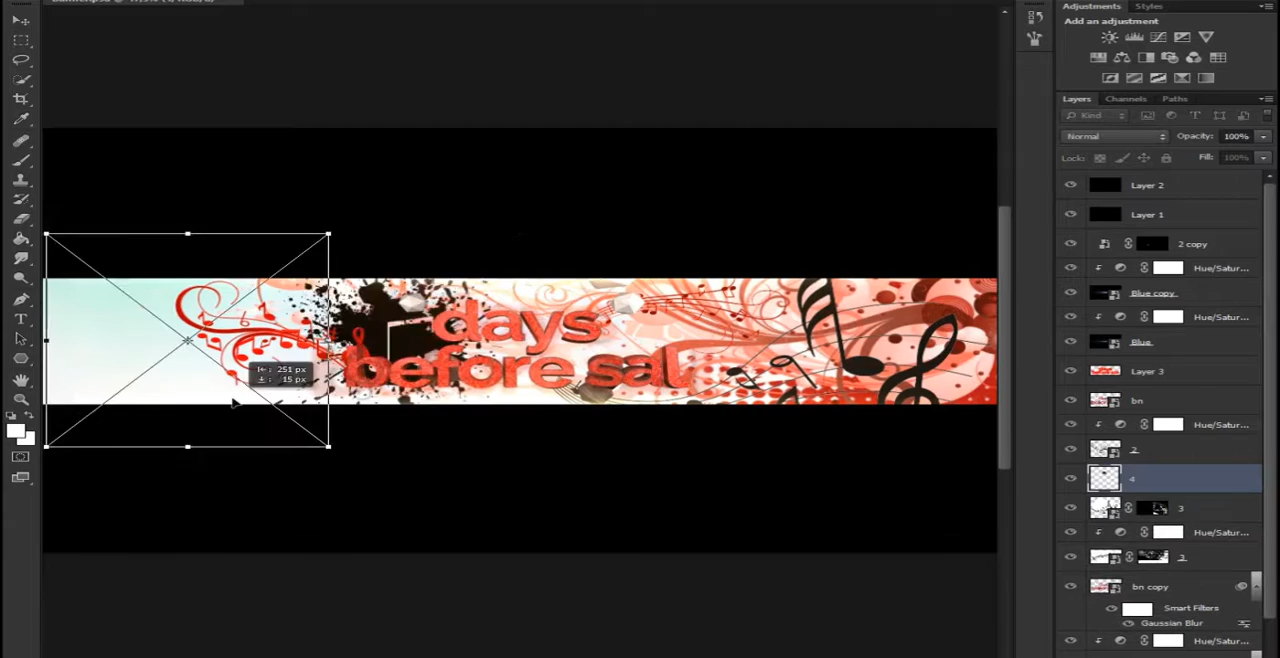 Adjustments Styles
Add an adjustment
Layers Channels Paths
Kind
Normal Opacity: 100%
Lock: Fill: 100%
Layer 2
Layer 1
2 copy
Hue/Satur...
Blue copy
Hue/Satur...
Blue
Layer 3
bn
Hue/Satur...
2
4
3
Hue/Satur...
3
bn copy
Smart Filters
Gaussian Blur
Hue/Satur...
days
before sat
251 px
15 px